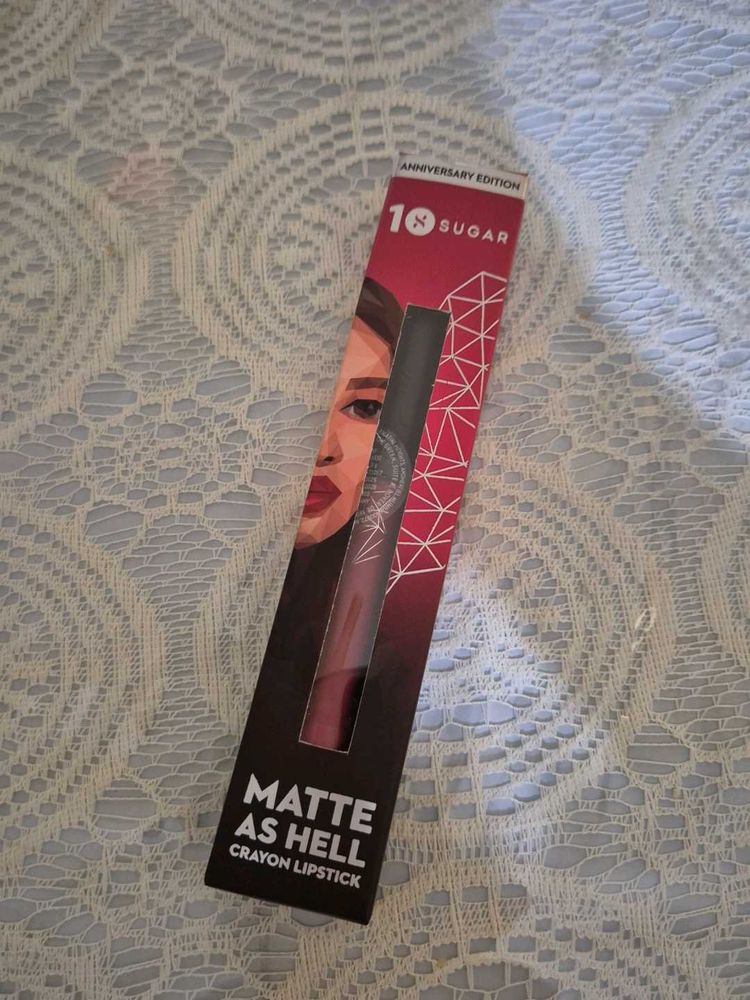 ANNIVERSARY EDITION
10 SUGAR
MATTE
AS HELL
CRAYON LIPSTICK